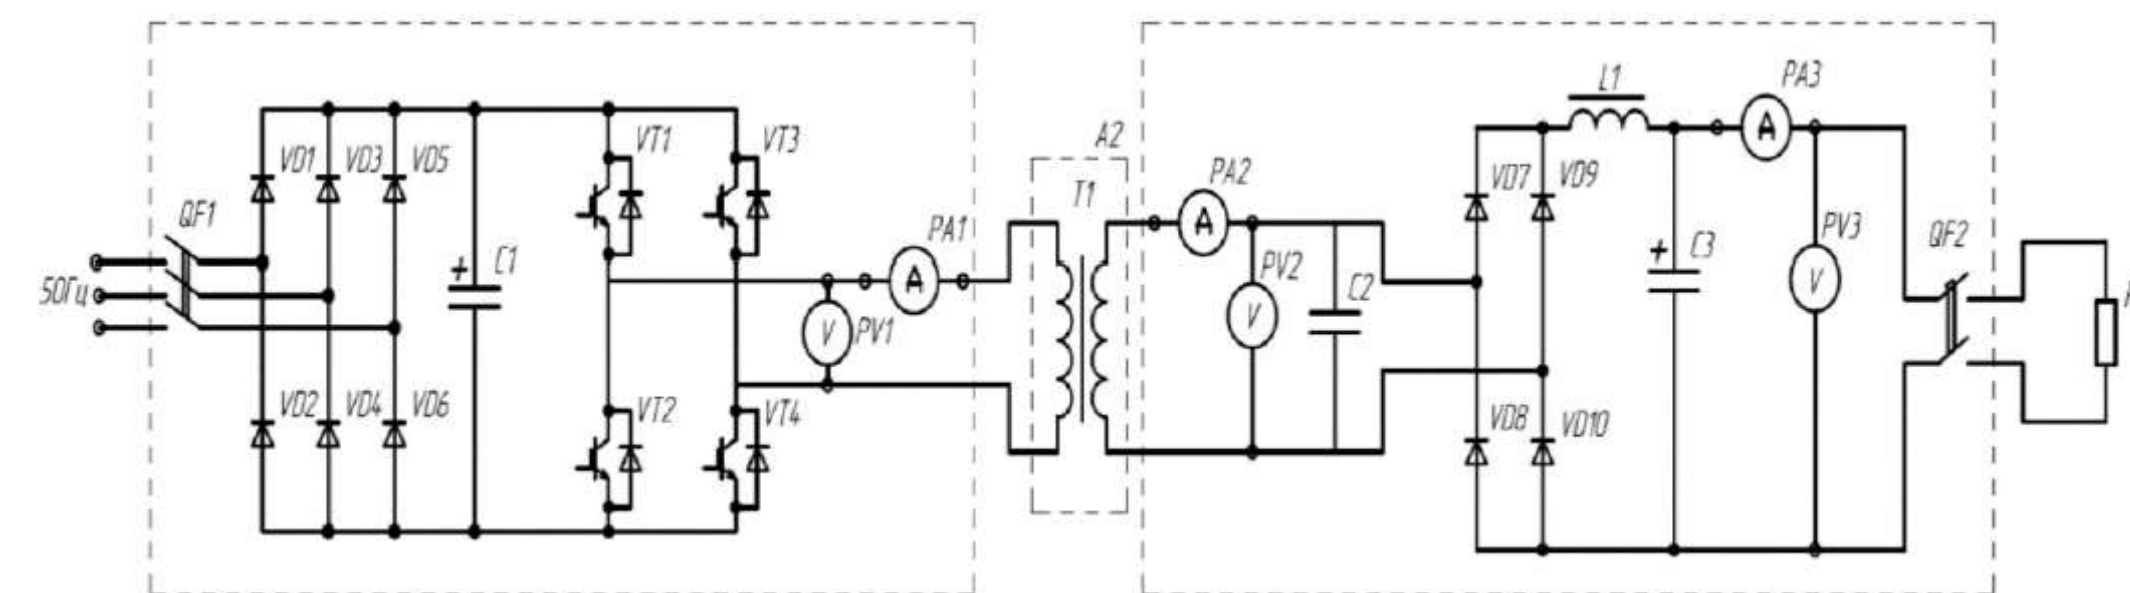 50Гц
QF1
VD1
VD3
VD5
VD2
VD4
VD6
+
C1
VT1
VT3
VT2
VT4
V
PV1
A
PA1
A2
T1
A
PA2
V
PV2
C2
VD7
VD9
VD8
VD10
L1
+
C3
A
PA3
V
PV3
QF2